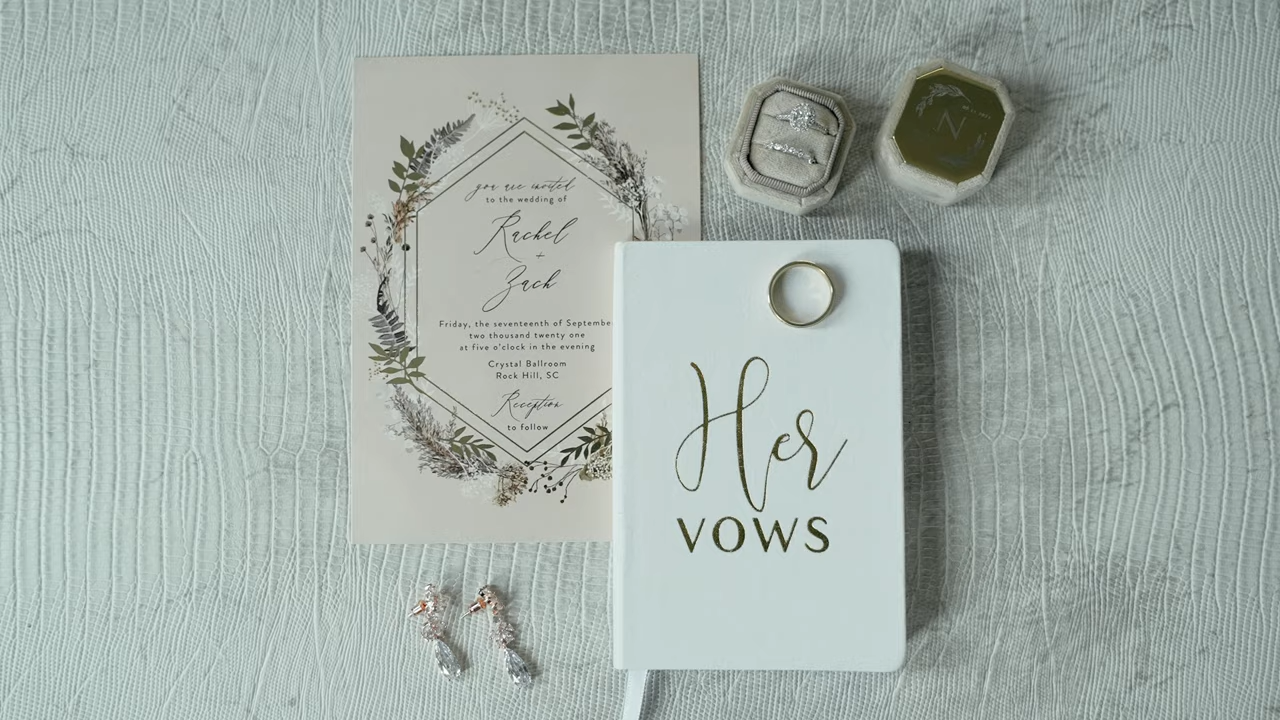 you are invited
to the wedding of
Rachel
+
Zach
Friday, the seventeenth of Septembe
two thousand twenty one
at five o'clock in the evening
Crystal Ballroom
Rock Hill, SC
Reception
to follow
N
Her
VOWS